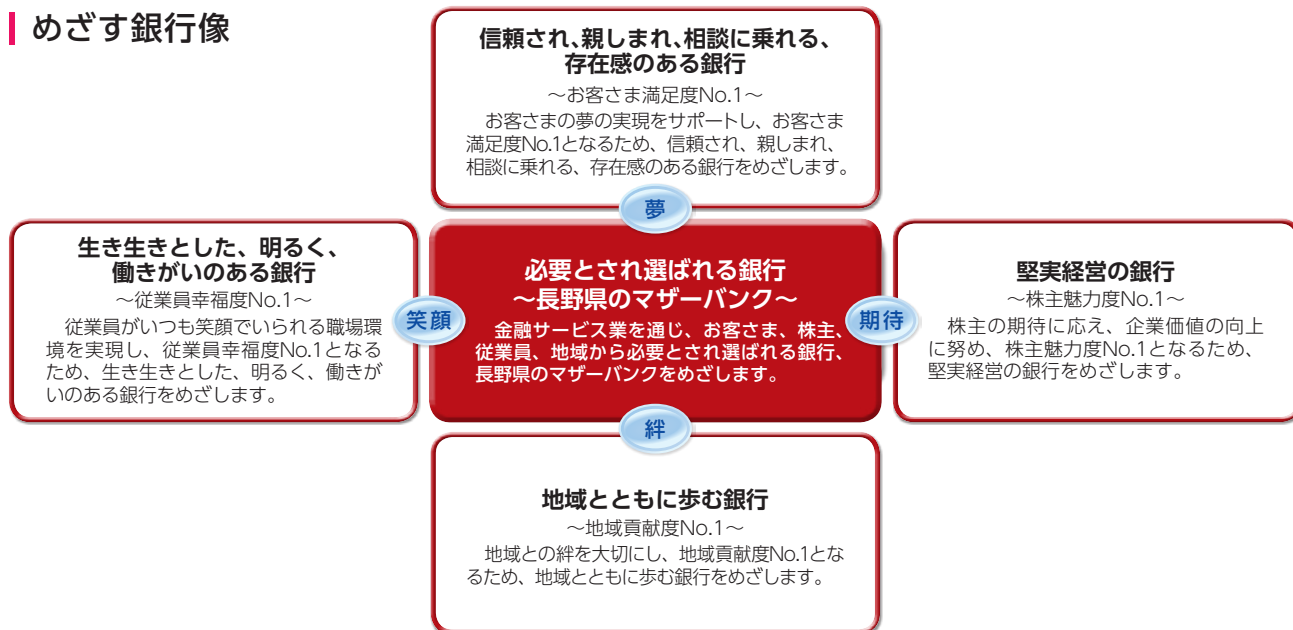 めざす銀行像
信頼され、親しまれ、相談に乗れる、
存在感のある銀行
～お客さま満足度No.1～
お客さまの夢の実現をサポートし、お客さま
満足度No.1となるため、信頼され、親しまれ、
相談に乗れる、存在感のある銀行をめざします。
夢
生き生きとした、明るく、
働きがいのある銀行
～従業員幸福度No.1～
従業員がいつも笑顔でいられる職場環
境を実現し、従業員幸福度No.1となる
ため、生き生きとした、明るく、働きが
いのある銀行をめざします。
笑顔
必要とされ選ばれる銀行
～長野県のマザーバンク～
金融サービス業を通じ、お客さま、株主、
従業員、地域から必要とされ選ばれる銀行、
長野県のマザーバンクをめざします。
期待
堅実経営の銀行
～株主魅力度No.1～
株主の期待に応え、企業価値の向上
に努め、株主魅力度No.1となるため、
堅実経営の銀行をめざします。
絆
地域とともに歩む銀行
～地域貢献度No.1～
地域との絆を大切にし、地域貢献度No.1とな
るため、地域とともに歩む銀行をめざします。